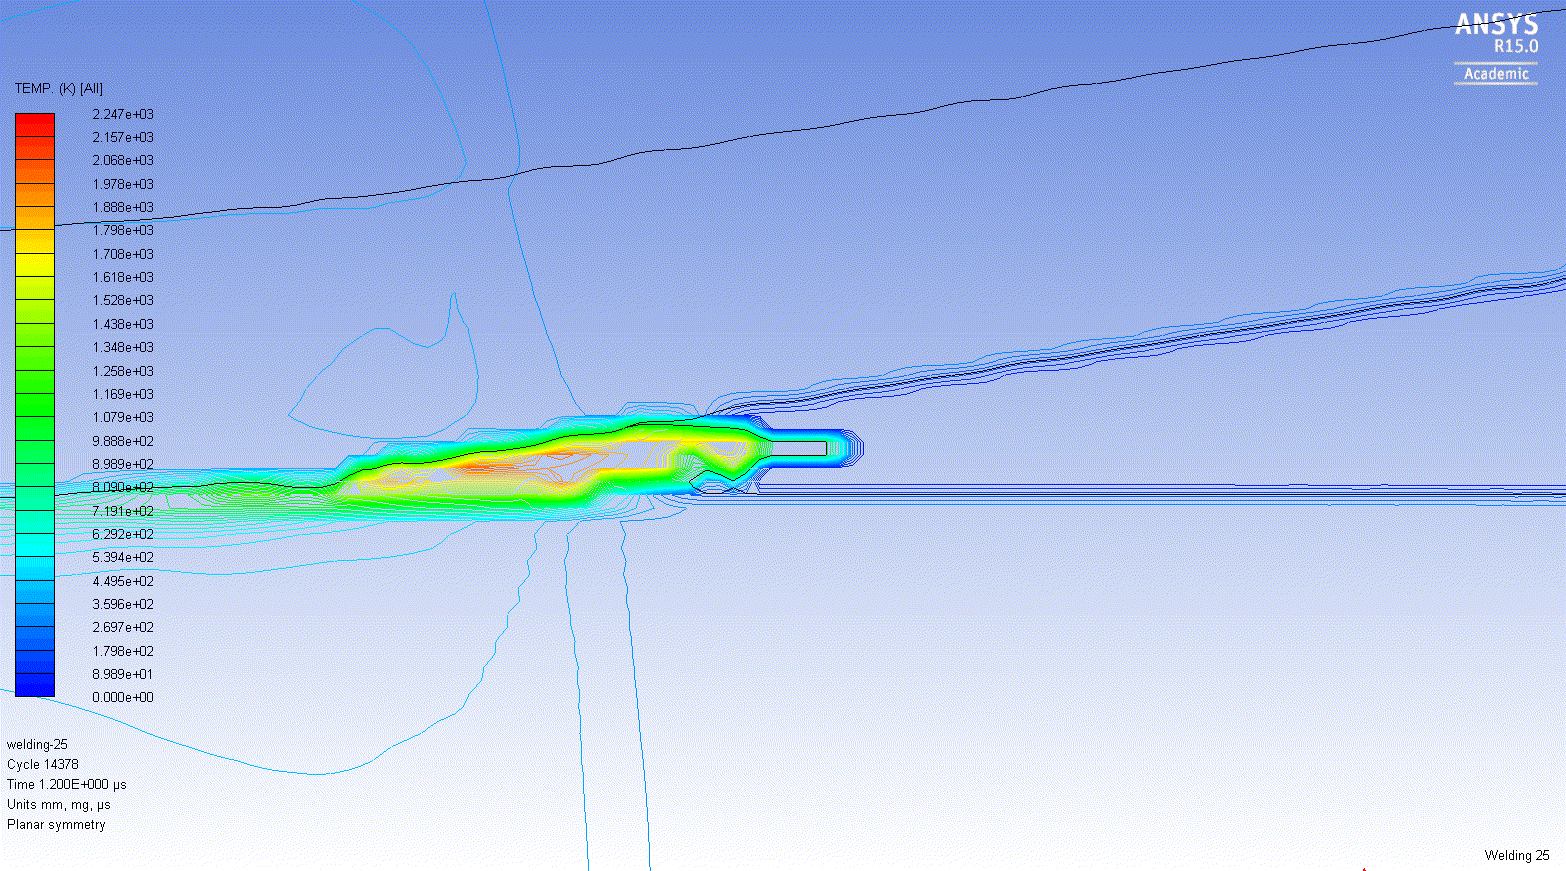 ANSYS
R15.0
Academic
TEMP. (K) [All]
2.247e+03
2.157e+03
2.068e+03
1.978e+03
1.888e+03
1.798e+03
1.708e+03
1.618e+03
1.528e+03
1.438e+03
1.348e+03
1.258e+03
1.169e+03
1.079e+03
9.888e+02
8.989e+02
8.090e+02
7.191e+02
6.292e+02
5.394e+02
4.495e+02
3.596e+02
2.697e+02
1.798e+02
8.989e+01
0.000e+00
welding-25
Cycle 14378
Time 1.200E+000 µs
Units mm, mg, µs
Planar symmetry
Welding 25